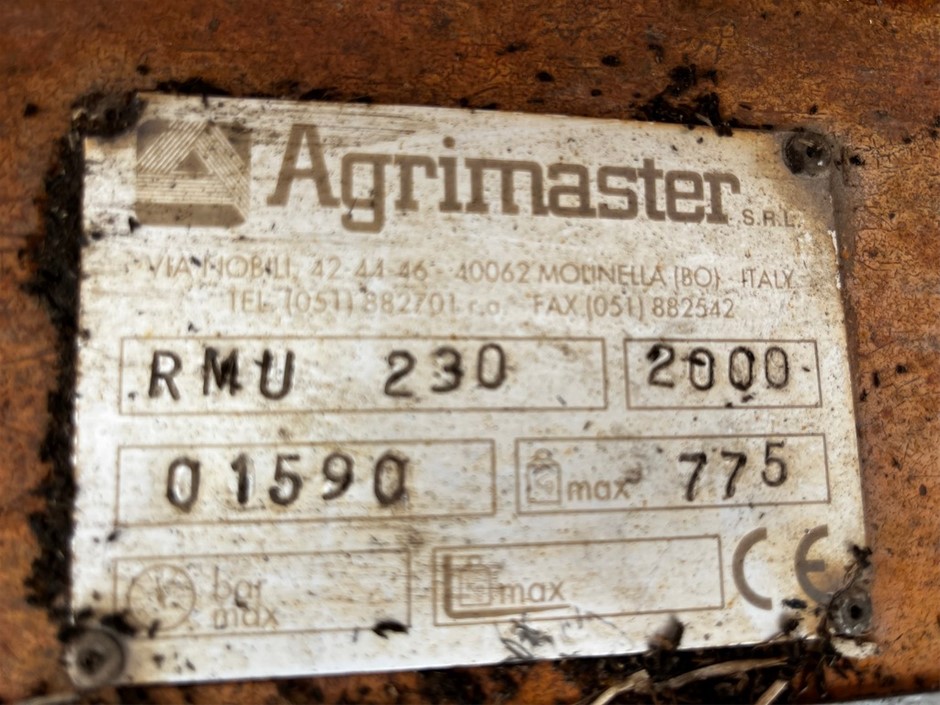 Agrimaster S.R.L.
VIA NOBILI, 42-44-46 - 40062 MOLINELLA (BO) - ITALY
TEL. (051) 882701 r.a. FAX (051) 882542
RMU 230 2000
01590 max 775
bar max
max CE